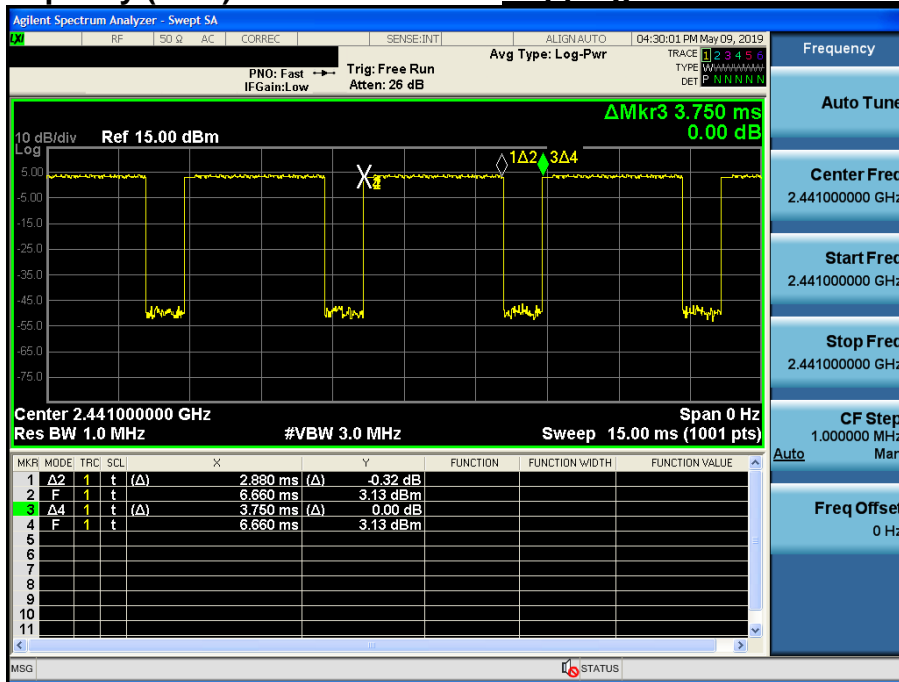 Agilent Spectrum Analyzer - Swept SA
LXI RF 50 Ω AC CORREC SENSE:INT ALIGN AUTO 04:30:01 PM May 09, 2019
Frequency
PNO: Fast
IFGain:Low
Trig: Free Run
Atten: 26 dB
Avg Type: Log-Pwr
TRACE 1 2 3 4 5 6
TYPE WWWWWW
DET P N N N N N
Auto Tune
ΔMkr3 3.750 ms
0.00 dB
10 dB/div Ref 15.00 dBm
Log
1Δ2 3Δ4
5.00
-5.00
-15.0
-25.0
-35.0
-45.0
-55.0
-65.0
-75.0
Center Freq
2.441000000 GHz
Start Freq
2.441000000 GHz
Stop Freq
2.441000000 GHz
Center 2.441000000 GHz Span 0 Hz
Res BW 1.0 MHz #VBW 3.0 MHz Sweep 15.00 ms (1001 pts)
CF Step
1.000000 MHz
Auto Man
MKR MODE TRC SCL X Y FUNCTION FUNCTION WIDTH FUNCTION VALUE
1 Δ2 1 t (Δ) 2.880 ms (Δ) -0.32 dB
2 F 1 t 6.660 ms 3.13 dBm
3 Δ4 1 t (Δ) 3.750 ms (Δ) 0.00 dB
4 F 1 t 6.660 ms 3.13 dBm
5
6
7
8
9
10
11
Freq Offset
0 Hz
MSG STATUS